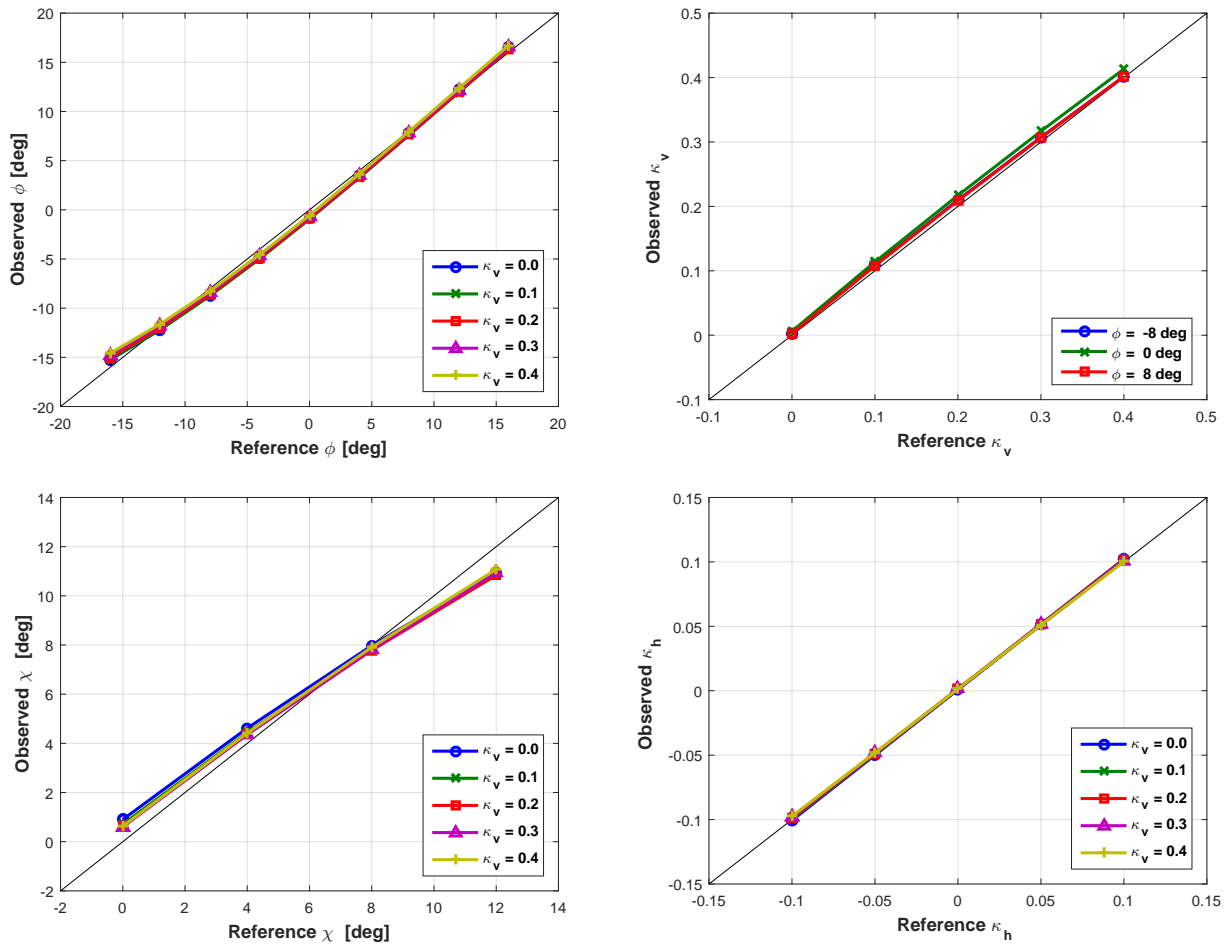 20
15
10
5
0
-5
-10
-15
-20
-20
-15
-10
-5
0
5
10
15
20
Observed ϕ [deg]
Reference ϕ [deg]
κv = 0.0
κv = 0.1
κv = 0.2
κv = 0.3
κv = 0.4
0.5
0.4
0.3
0.2
0.1
0
-0.1
-0.1
0
0.1
0.2
0.3
0.4
0.5
Observed κv
Reference κv
ϕ = -8 deg
ϕ = 0 deg
ϕ = 8 deg
14
12
10
8
6
4
2
0
-2
-2
0
2
4
6
8
10
12
14
Observed χ [deg]
Reference χ [deg]
κv = 0.0
κv = 0.1
κv = 0.2
κv = 0.3
κv = 0.4
0.15
0.1
0.05
0
-0.05
-0.1
-0.15
-0.15
-0.1
-0.05
0
0.05
0.1
0.15
Observed κh
Reference κh
κv = 0.0
κv = 0.1
κv = 0.2
κv = 0.3
κv = 0.4